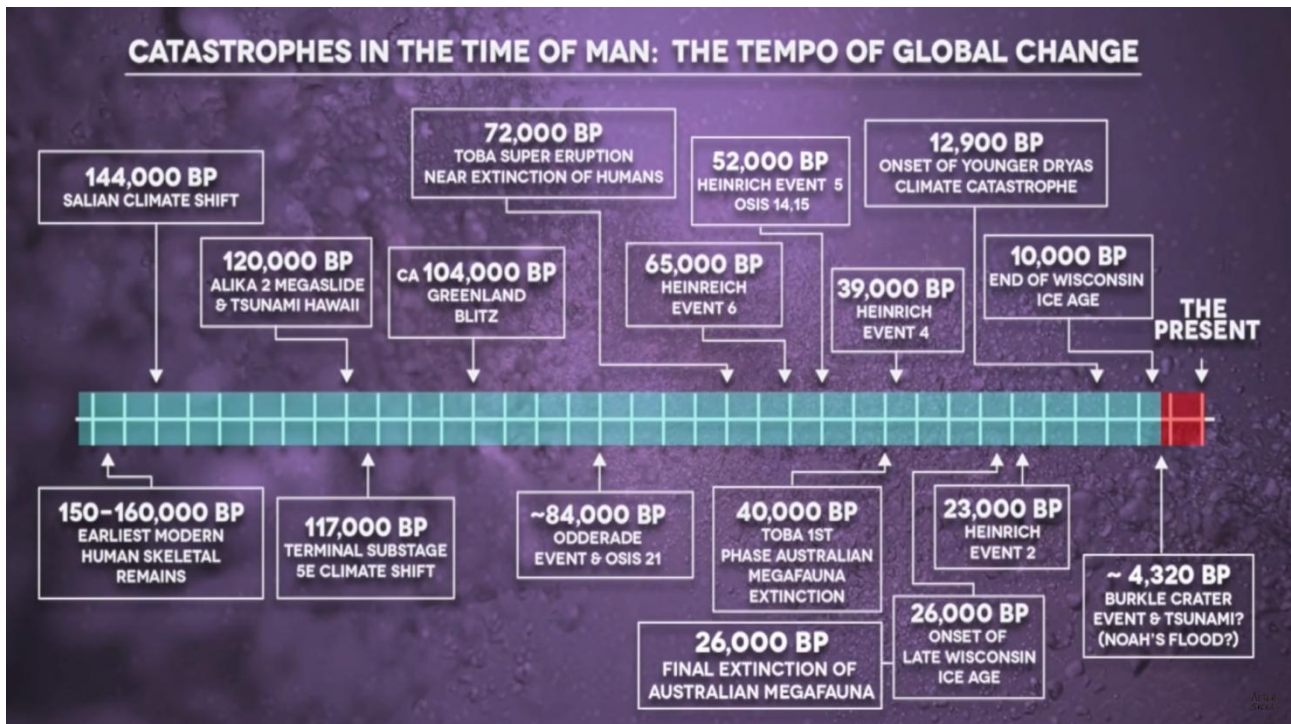 CATASTROPHES IN THE TIME OF MAN: THE TEMPO OF GLOBAL CHANGE
144,000 BP
SALIAN CLIMATE SHIFT
120,000 BP
ALIKA 2 MEGASLIDE
& TSUNAMI HAWAII
CA 104,000 BP
GREENLAND
BLITZ
72,000 BP
TOBA SUPER ERUPTION
NEAR EXTINCTION OF HUMANS
65,000 BP
HEINREICH
EVENT 6
52,000 BP
HEINRICH EVENT 5
OSIS 14,15
39,000 BP
HEINRICH
EVENT 4
12,900 BP
ONSET OF YOUNGER DRYAS
CLIMATE CATASTROPHE
10,000 BP
END OF WISCONSIN
ICE AGE
THE
PRESENT
150-160,000 BP
EARLIEST MODERN
HUMAN SKELETAL
REMAINS
117,000 BP
TERMINAL SUBSTAGE
5E CLIMATE SHIFT
~84,000 BP
ODDERADE
EVENT & OSIS 21
40,000 BP
TOBA 1ST
PHASE AUSTRALIAN
MEGAFAUNA
EXTINCTION
26,000 BP
FINAL EXTINCTION OF
AUSTRALIAN MEGAFAUNA
26,000 BP
ONSET OF
LATE WISCONSIN
ICE AGE
23,000 BP
HEINRICH
EVENT 2
~ 4,320 BP
BURKLE CRATER
EVENT & TSUNAMI?
(NOAH'S FLOOD?)